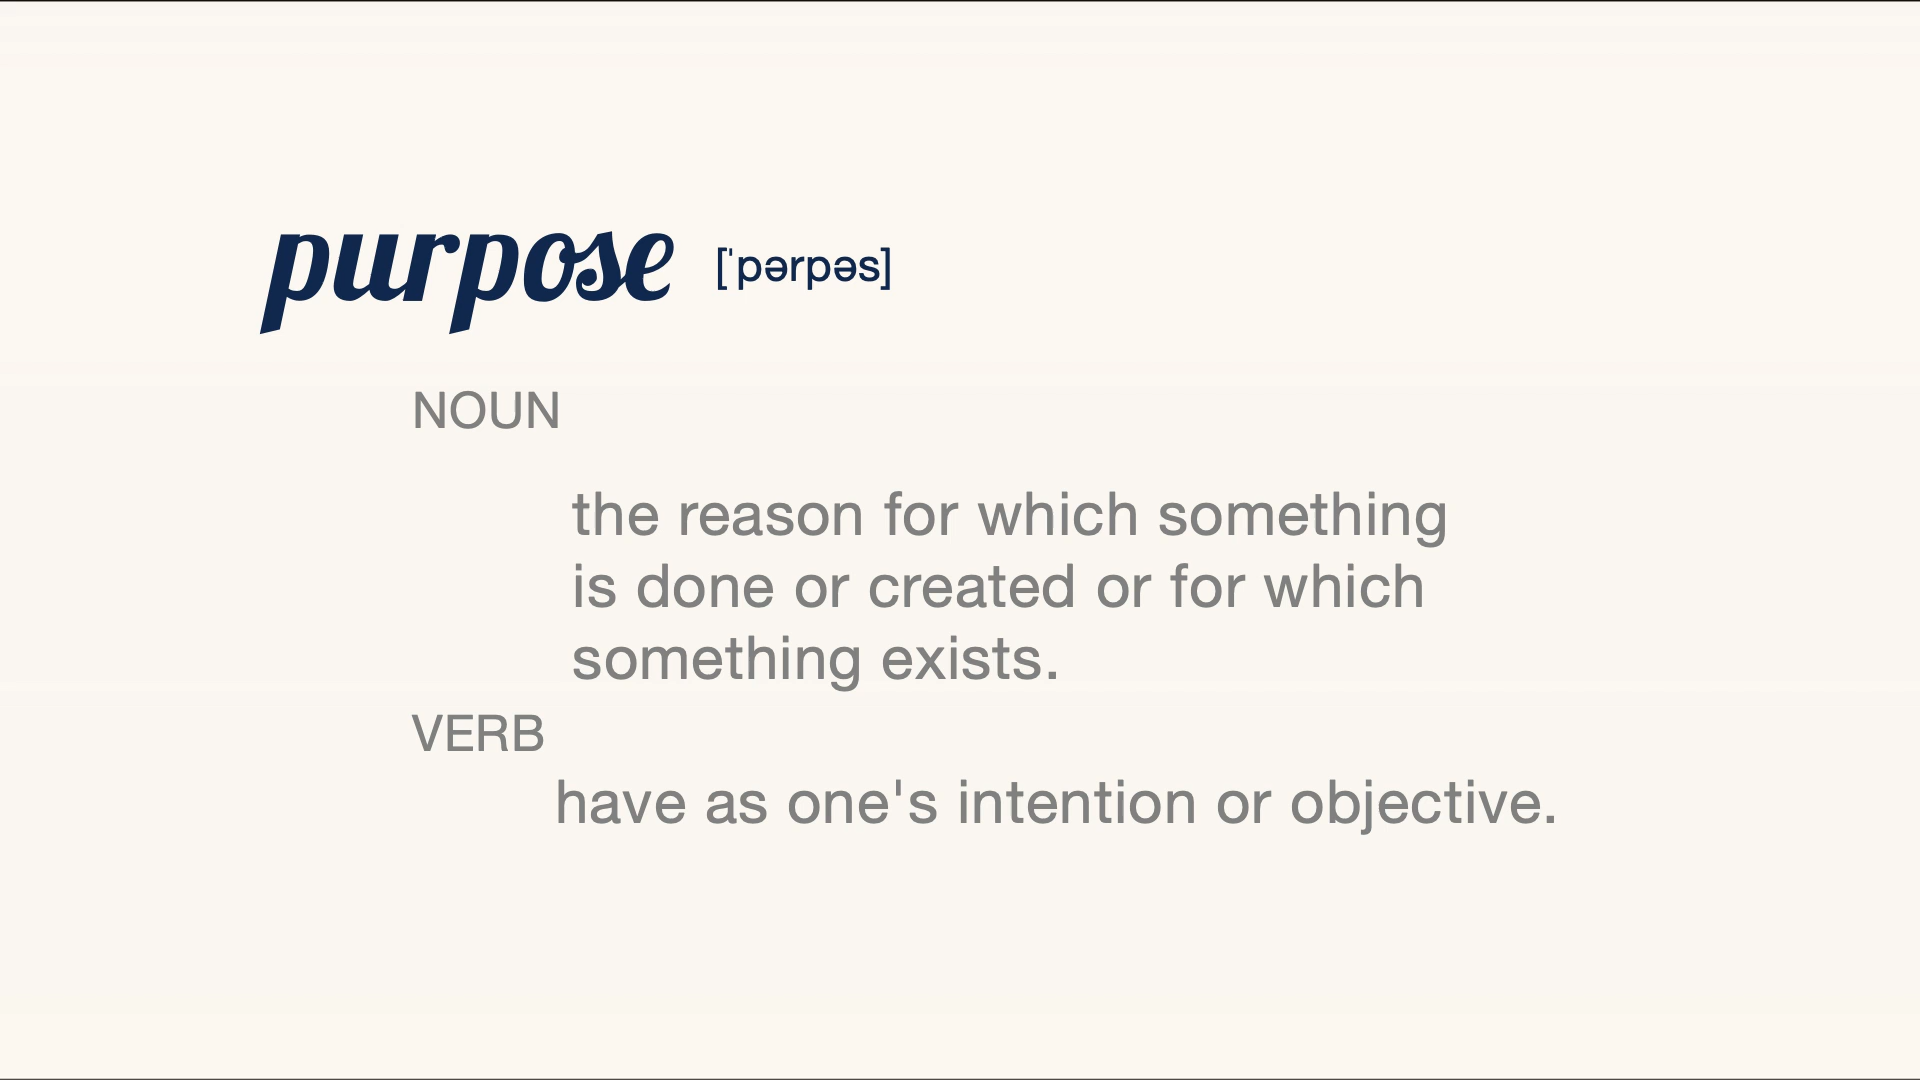 purpose [ˈpərpəs]
NOUN
the reason for which something
is done or created or for which
something exists.
VERB
have as one's intention or objective.